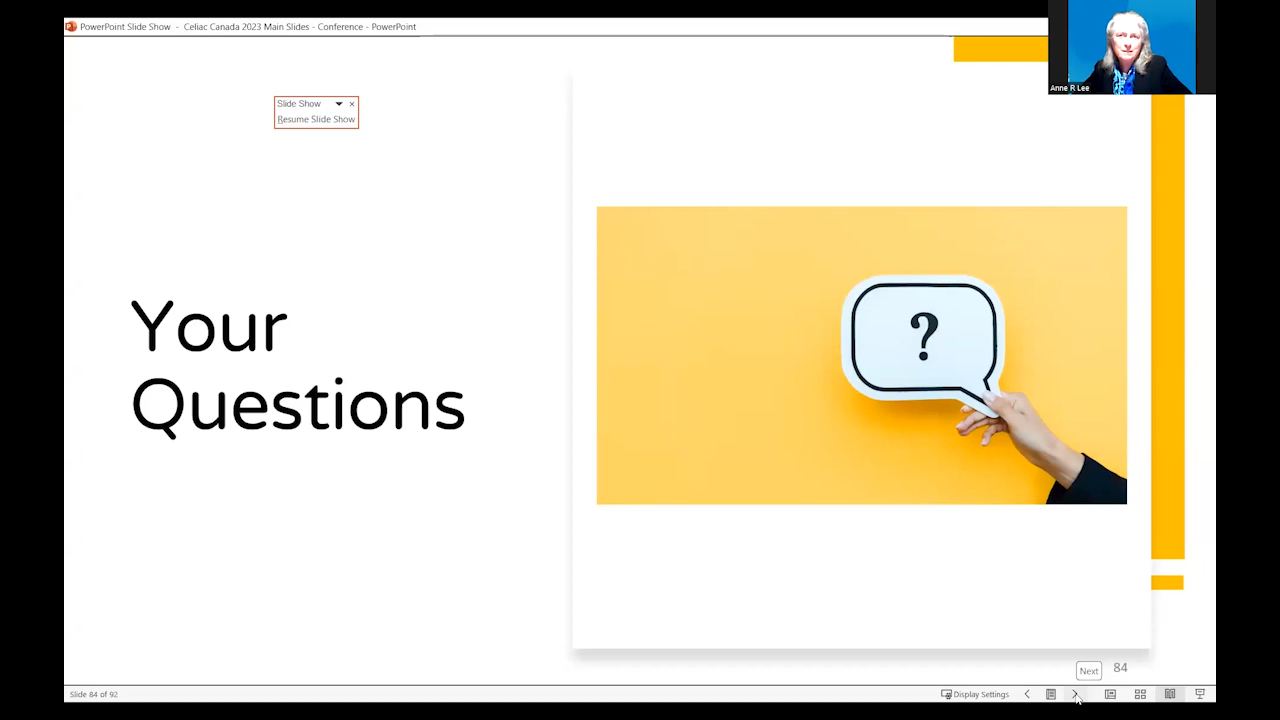 PowerPoint Slide Show - Celiac Canada 2023 Main Slides - Conference - PowerPoint
Anne R Lee
Slide Show
Resume Slide Show
?
Your
Questions
Next
84
Slide 84 of 92
Display Settings